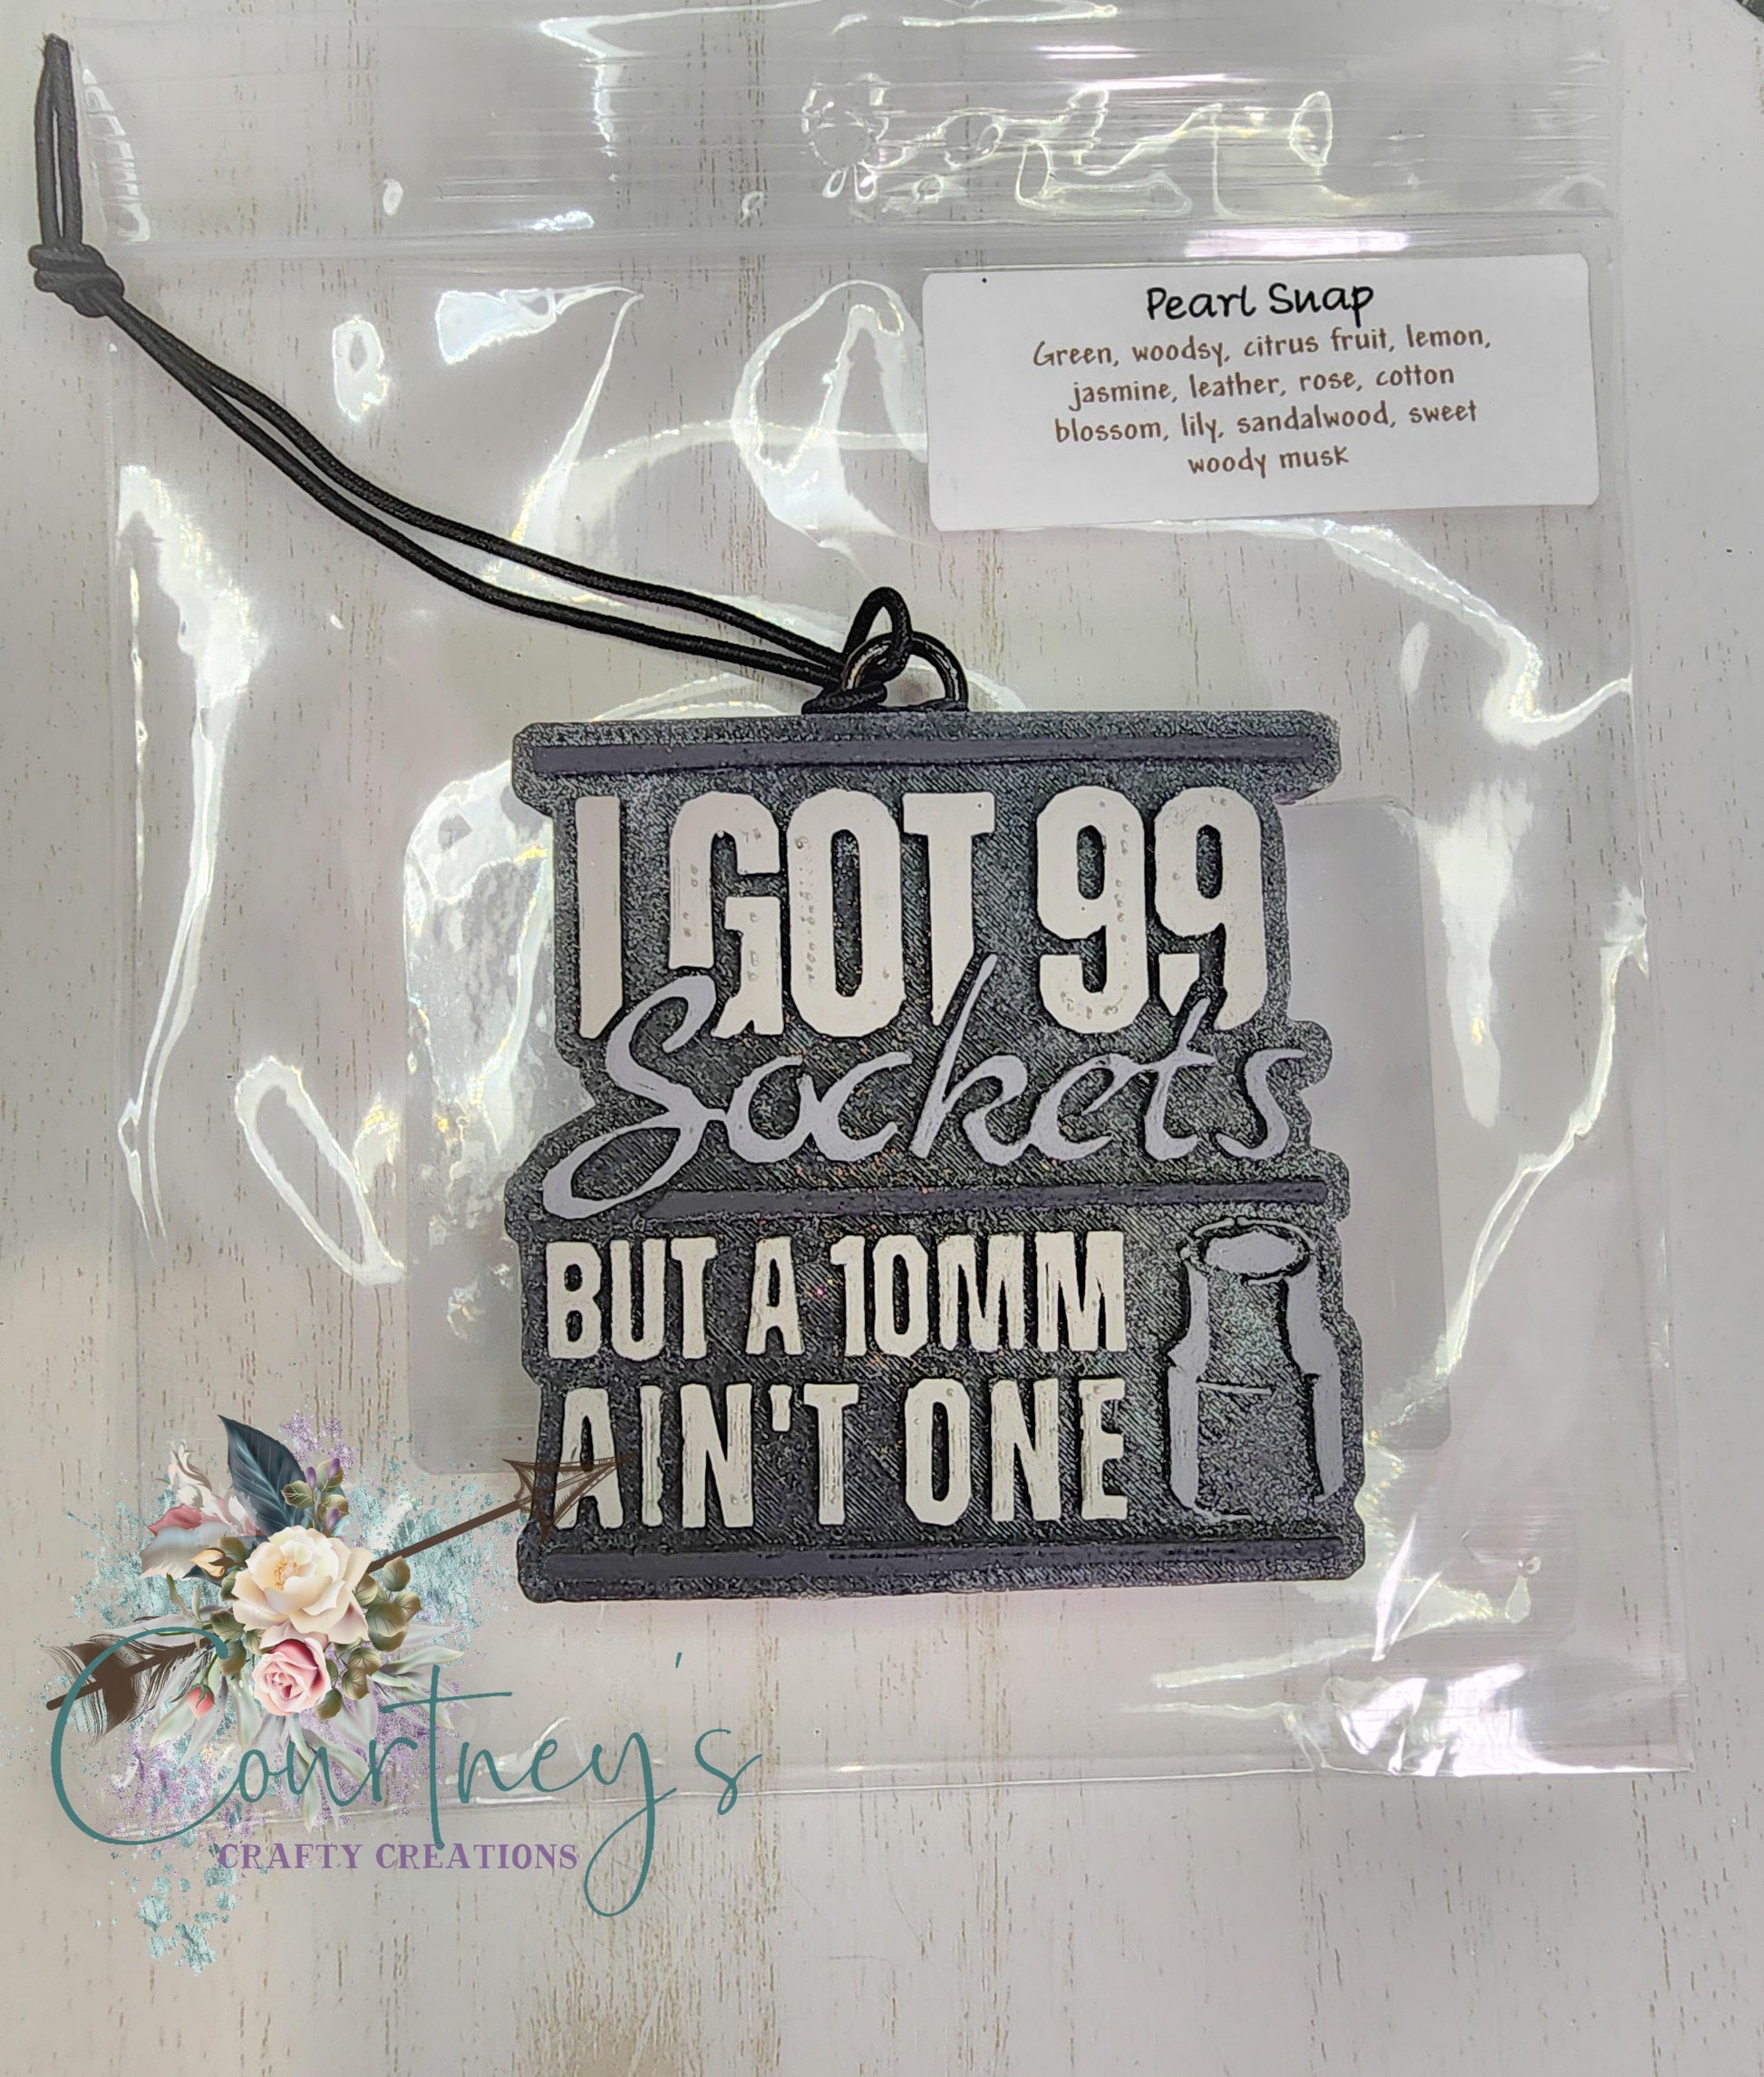 Pearl Snap
Green, woodsy, citrus fruit, lemon,
jasmine, leather, rose, cotton
blossom, lily, sandalwood, sweet
woody musk
I GOT 99
Sockets
BUT A 10MM
AIN'T ONE
Courtney's
CRAFTY CREATIONS